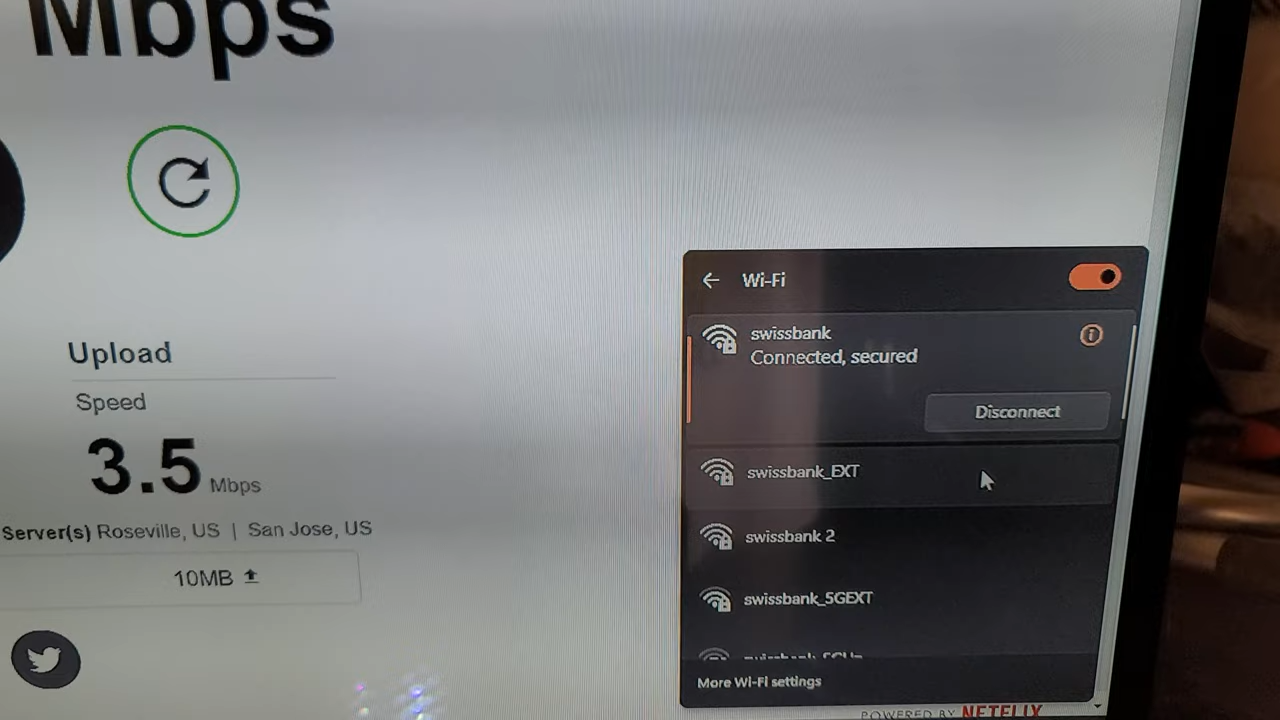 Mbps
Upload
Speed
3.5 Mbps
Server(s) Roseville, US | San Jose, US
10MB
Wi-Fi
swissbank
Connected, secured
Disconnect
swissbank_EXT
swissbank 2
swissbank_5GEXT
More Wi-Fi settings
POWERED BY NETFLIX